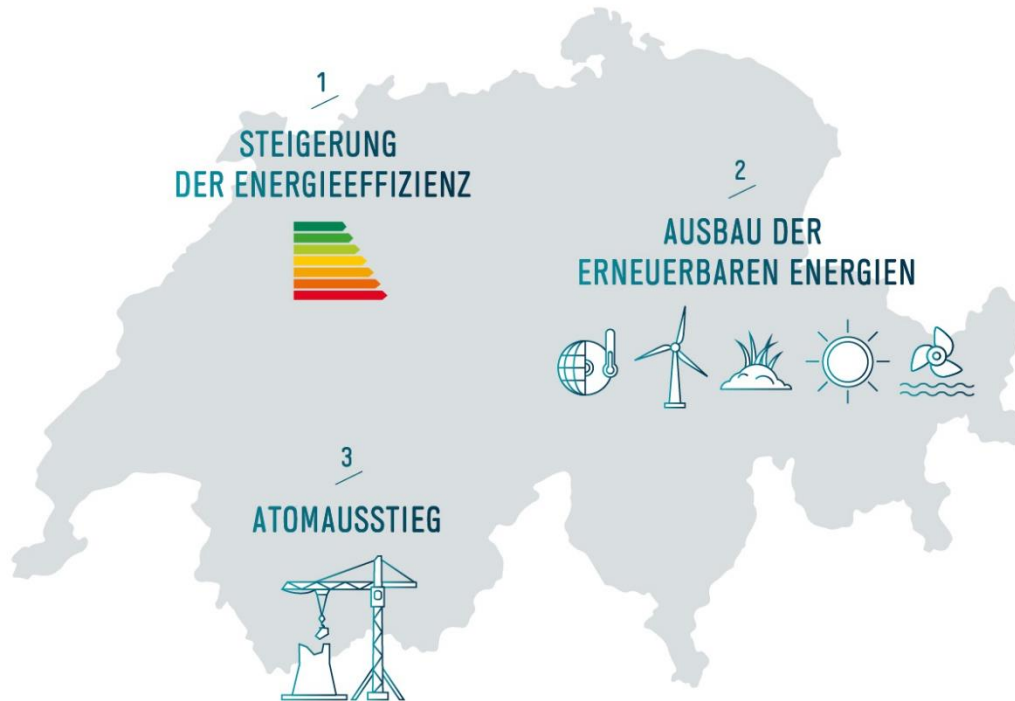 1
STEIGERUNG
DER ENERGIEEFFIZIENZ
2
AUSBAU DER
ERNEUERBAREN ENERGIEN
3
ATOMAUSSTIEG